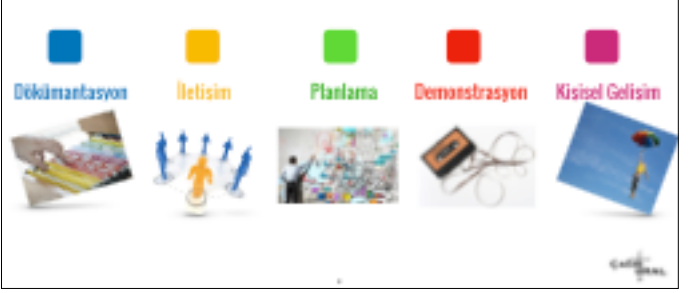 Dökümantasyon
İletisim
Planlama
Demonstrasyon
Kisisel Gelisim